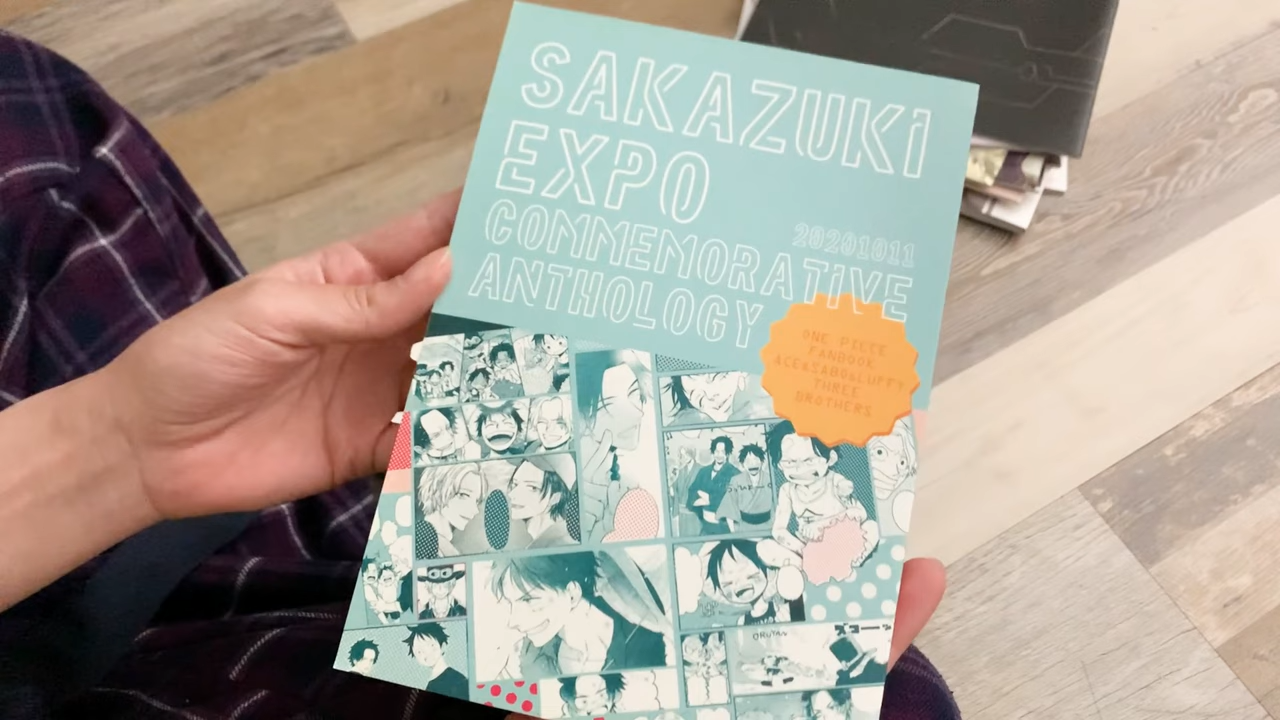 SAKAZUKI
EXPO
20201011
COMMEMORATIVE
ANTHOLOGY
ONE PIECE
FANBOOK
ACE&SABO&LUFFY
THREE
BROTHERS